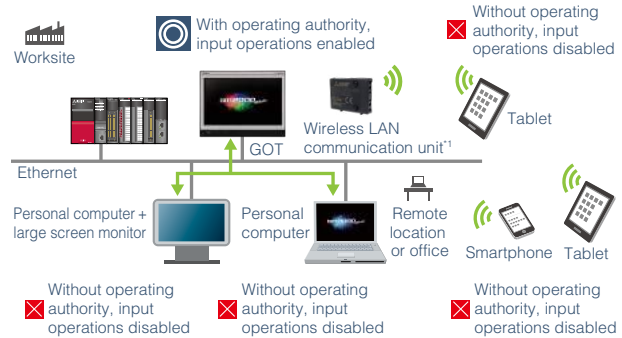 With operating authority,
input operations enabled
Without operating
authority, input
operations disabled
Worksite
Tablet
Wireless LAN
communication unit*1
GOT
Ethernet
Personal computer +
large screen monitor
Personal
computer
Remote
location
or office
Smartphone
Tablet
Without operating
authority, input
operations disabled
Without operating
authority, input
operations disabled
Without operating
authority, input
operations disabled